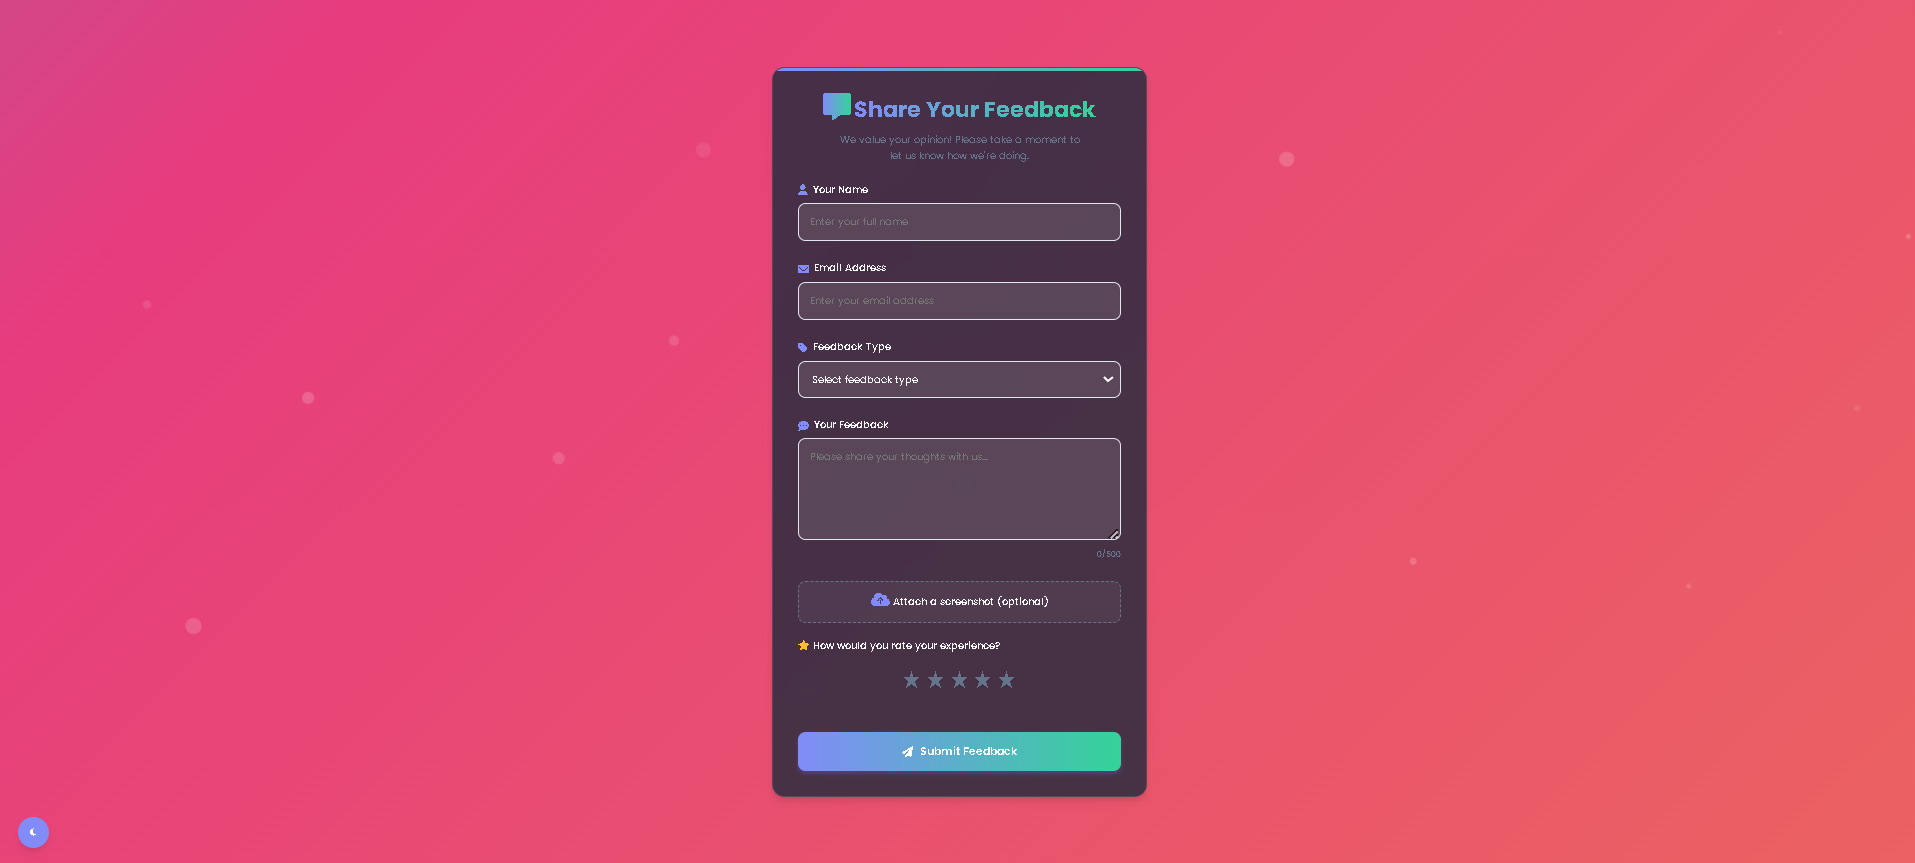 Share Your Feedback
We value your opinion! Please take a moment to
let us know how we're doing.
Your Name
Enter your full name
Email Address
Enter your email address
Feedback Type
Select feedback type
Your Feedback
Please share your thoughts with us...
0/500
Attach a screenshot (optional)
How would you rate your experience?
Submit Feedback